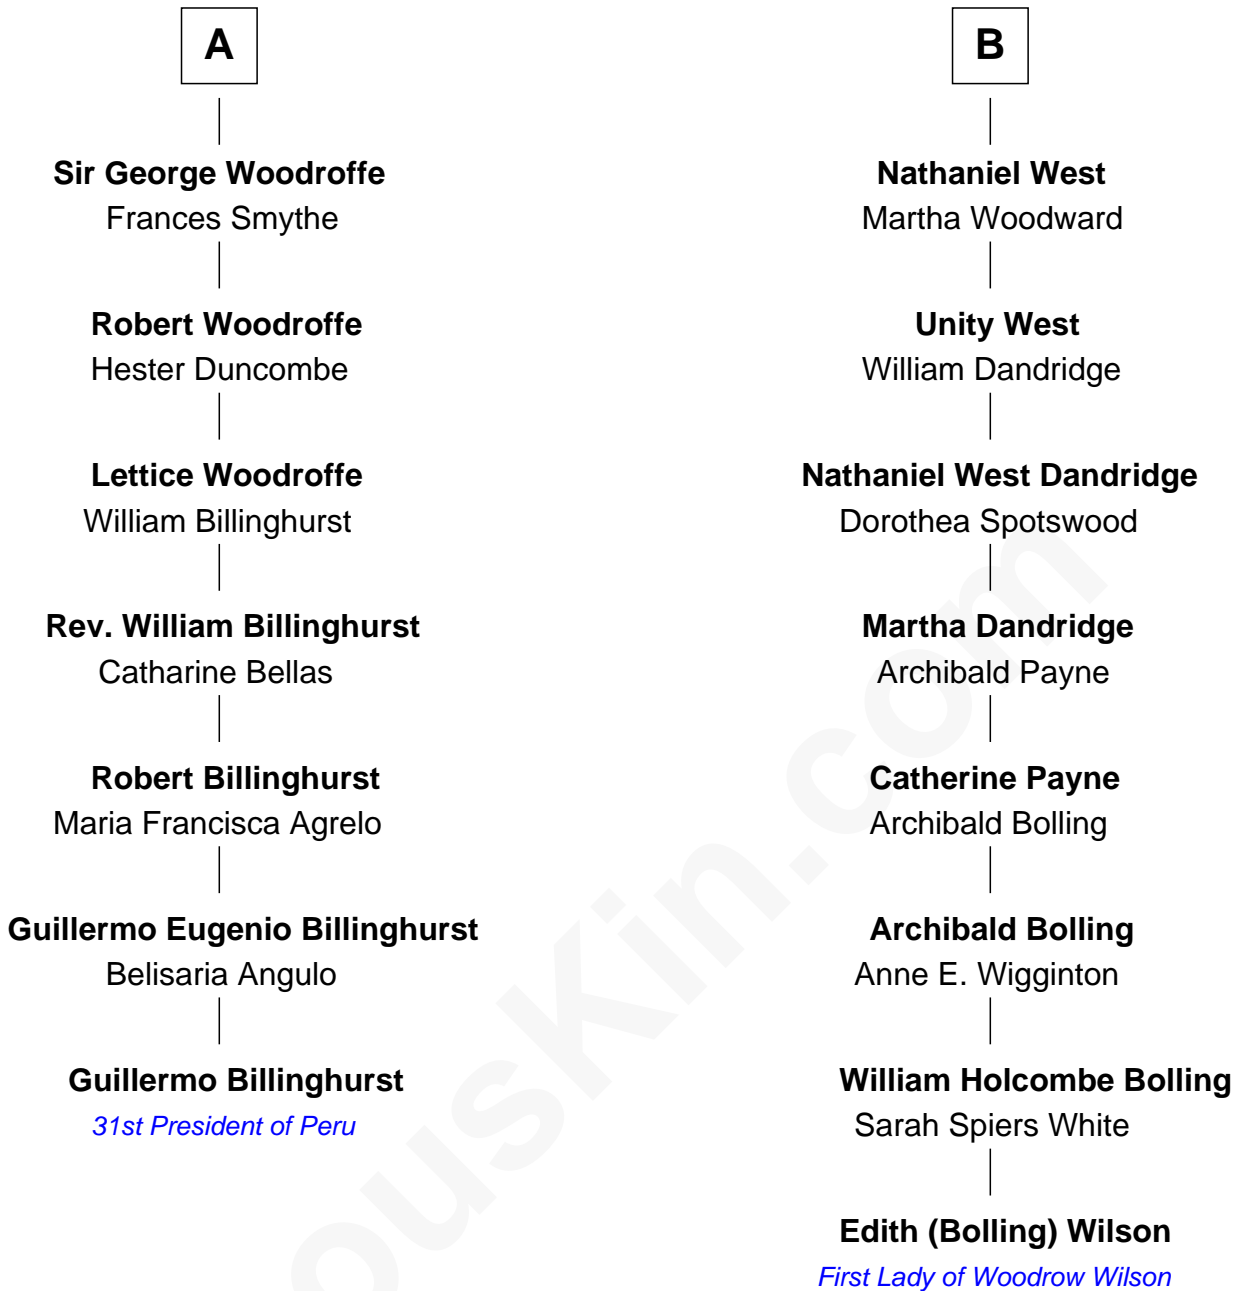 A
Sir George Woodroffe
Frances Smythe
Robert Woodroffe
Hester Duncombe
Lettice Woodroffe
William Billinghurst
Rev. William Billinghurst
Catharine Bellas
Robert Billinghurst
Maria Francisca Agrelo
Guillermo Eugenio Billinghurst
Belisaria Angulo
Guillermo Billinghurst
31st President of Peru
B
Nathaniel West
Martha Woodward
Unity West
William Dandridge
Nathaniel West Dandridge
Dorothea Spotswood
Martha Dandridge
Archibald Payne
Catherine Payne
Archibald Bolling
Archibald Bolling
Anne E. Wigginton
William Holcombe Bolling
Sarah Spiers White
Edith (Bolling) Wilson
First Lady of Woodrow Wilson
ousKin.com